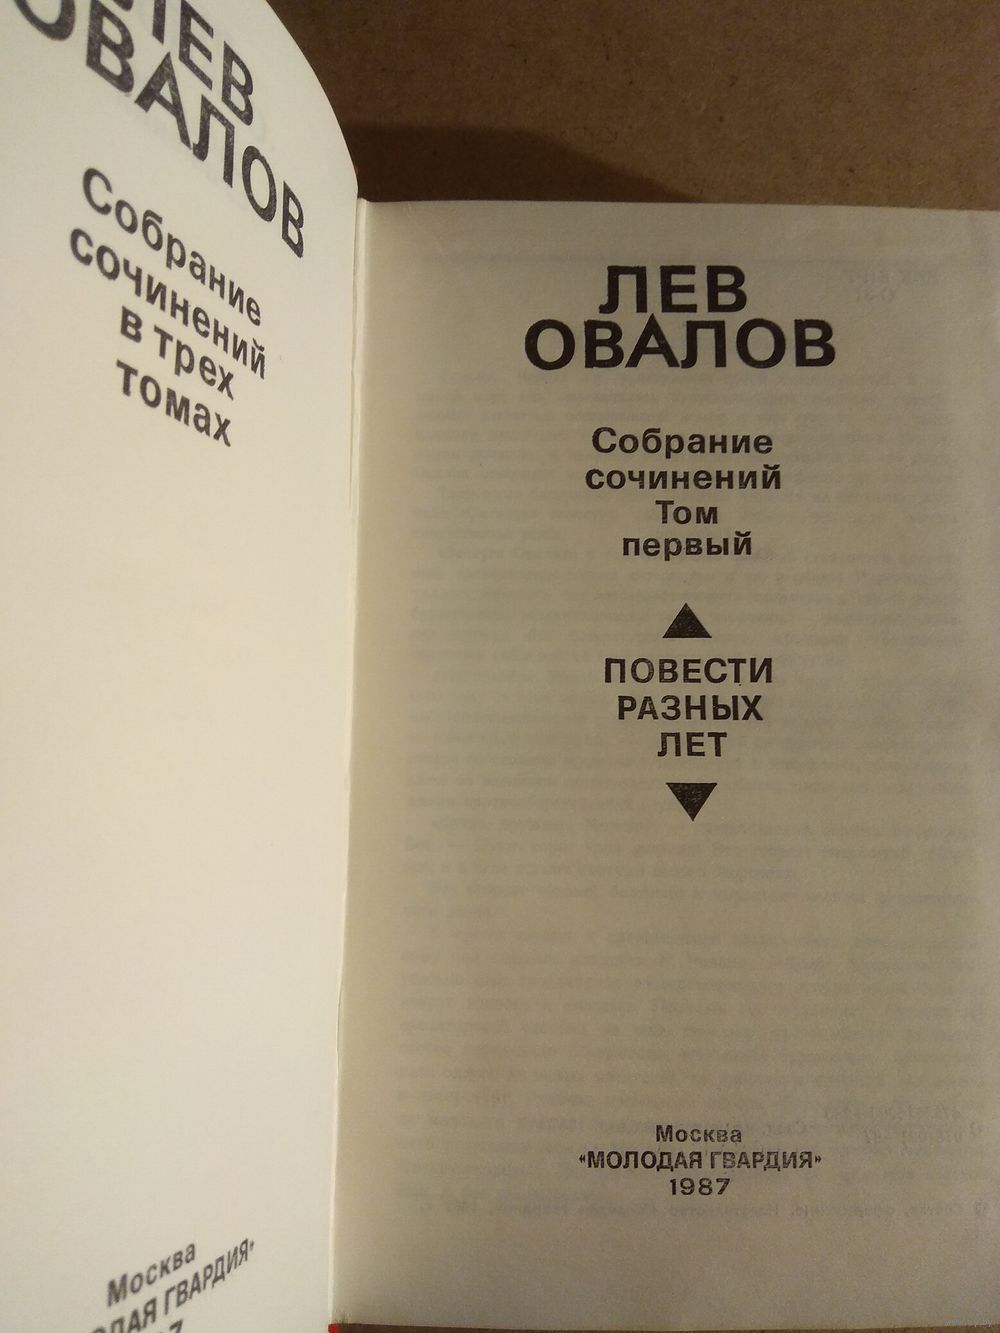 ЛЕВ
ОВАЛОВ
Собрание
сочинений
в трех
томах
Москва
ГВАРДИЯ»
ЛЕВ
ОВАЛОВ
Собрание
сочинений
Том
первый
ПОВЕСТИ
РАЗНЫХ
ЛЕТ
Москва
«МОЛОДАЯ ГВАРДИЯ»
1987